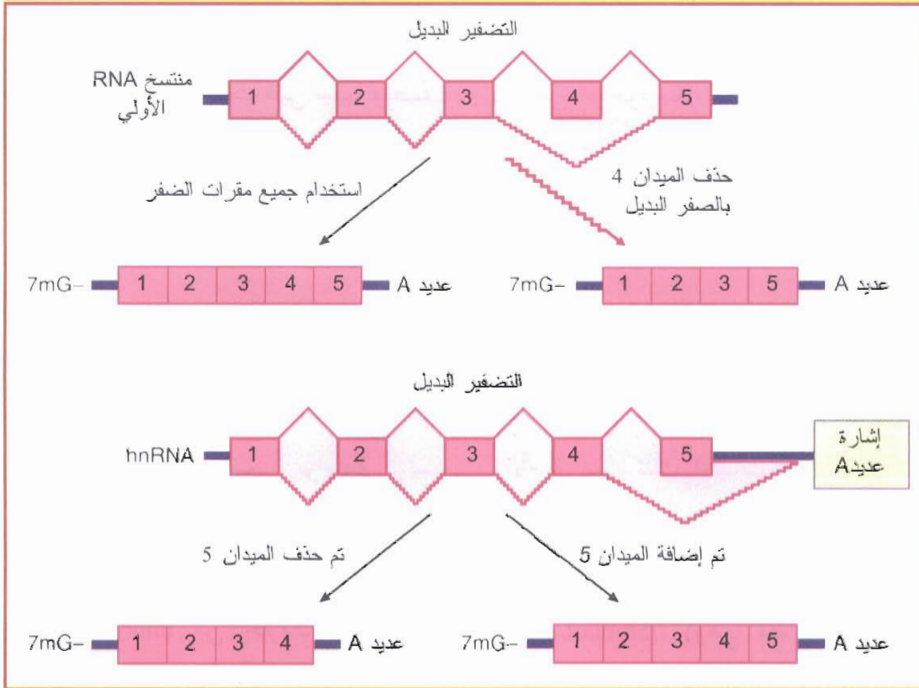 التضفير البديل
منتسخ RNA
الأولي
1 2 3 4 5
استخدام جميع مقرات الضفر
حذف الميدان 4
بالصفر البديل
7mG– 1 2 3 4 5 عديد A
7mG– 1 2 3 5 عديد A
التضفير البديل
hnRNA 1 2 3 4 5
إشارة
عديدA
تم حذف الميدان 5
تم إضافة الميدان 5
7mG– 1 2 3 4 عديد A
7mG– 1 2 3 4 5 عديد A